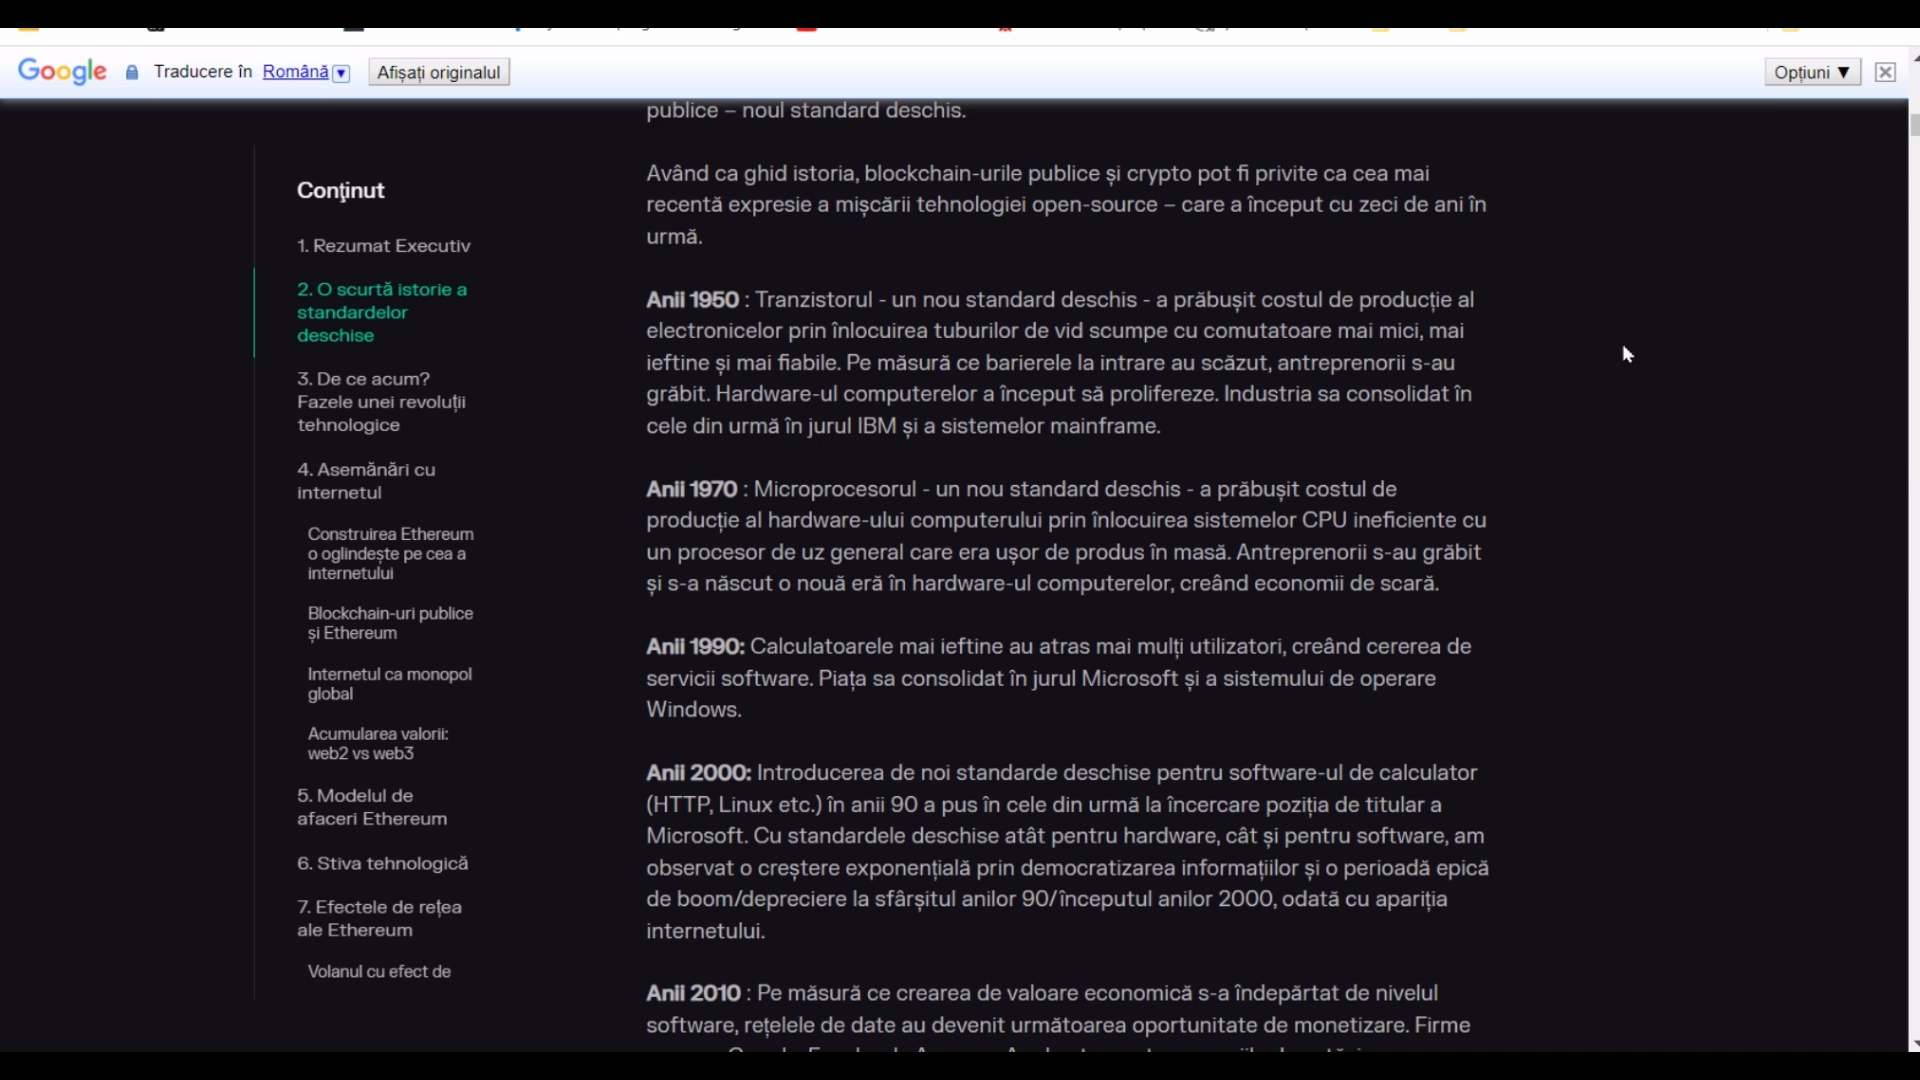 Google Traducere în Română Afișați originalul Opțiuni ▼
Conţinut
1. Rezumat Executiv
2. O scurtă istorie a
standardelor
deschise
3. De ce acum?
Fazele unei revoluții
tehnologice
4. Asemănări cu
internetul
Construirea Ethereum
o oglindește pe cea a
internetului
Blockchain-uri publice
și Ethereum
Internetul ca monopol
global
Acumularea valorii:
web2 vs web3
5. Modelul de
afaceri Ethereum
6. Stiva tehnologică
7. Efectele de rețea
ale Ethereum
Volanul cu efect de
publice – noul standard deschis.
Având ca ghid istoria, blockchain-urile publice și crypto pot fi privite ca cea mai
recentă expresie a mișcării tehnologiei open-source – care a început cu zeci de ani în
urmă.
Anii 1950 : Tranzistorul - un nou standard deschis - a prăbușit costul de producție al
electronicelor prin înlocuirea tuburilor de vid scumpe cu comutatoare mai mici, mai
ieftine și mai fiabile. Pe măsură ce barierele la intrare au scăzut, antreprenorii s-au
grăbit. Hardware-ul computerelor a început să prolifereze. Industria sa consolidat în
cele din urmă în jurul IBM și a sistemelor mainframe.
Anii 1970 : Microprocesorul - un nou standard deschis - a prăbușit costul de
producție al hardware-ului computerului prin înlocuirea sistemelor CPU ineficiente cu
un procesor de uz general care era ușor de produs în masă. Antreprenorii s-au grăbit
și s-a născut o nouă eră în hardware-ul computerelor, creând economii de scară.
Anii 1990: Calculatoarele mai ieftine au atras mai mulți utilizatori, creând cererea de
servicii software. Piața sa consolidat în jurul Microsoft și a sistemului de operare
Windows.
Anii 2000: Introducerea de noi standarde deschise pentru software-ul de calculator
(HTTP, Linux etc.) în anii 90 a pus în cele din urmă la încercare poziția de titular a
Microsoft. Cu standardele deschise atât pentru hardware, cât și pentru software, am
observat o creștere exponențială prin democratizarea informațiilor și o perioadă epică
de boom/depreciere la sfârșitul anilor 90/începutul anilor 2000, odată cu apariția
internetului.
Anii 2010 : Pe măsură ce crearea de valoare economică s-a îndepărtat de nivelul
software, rețelele de date au devenit următoarea oportunitate de monetizare. Firme